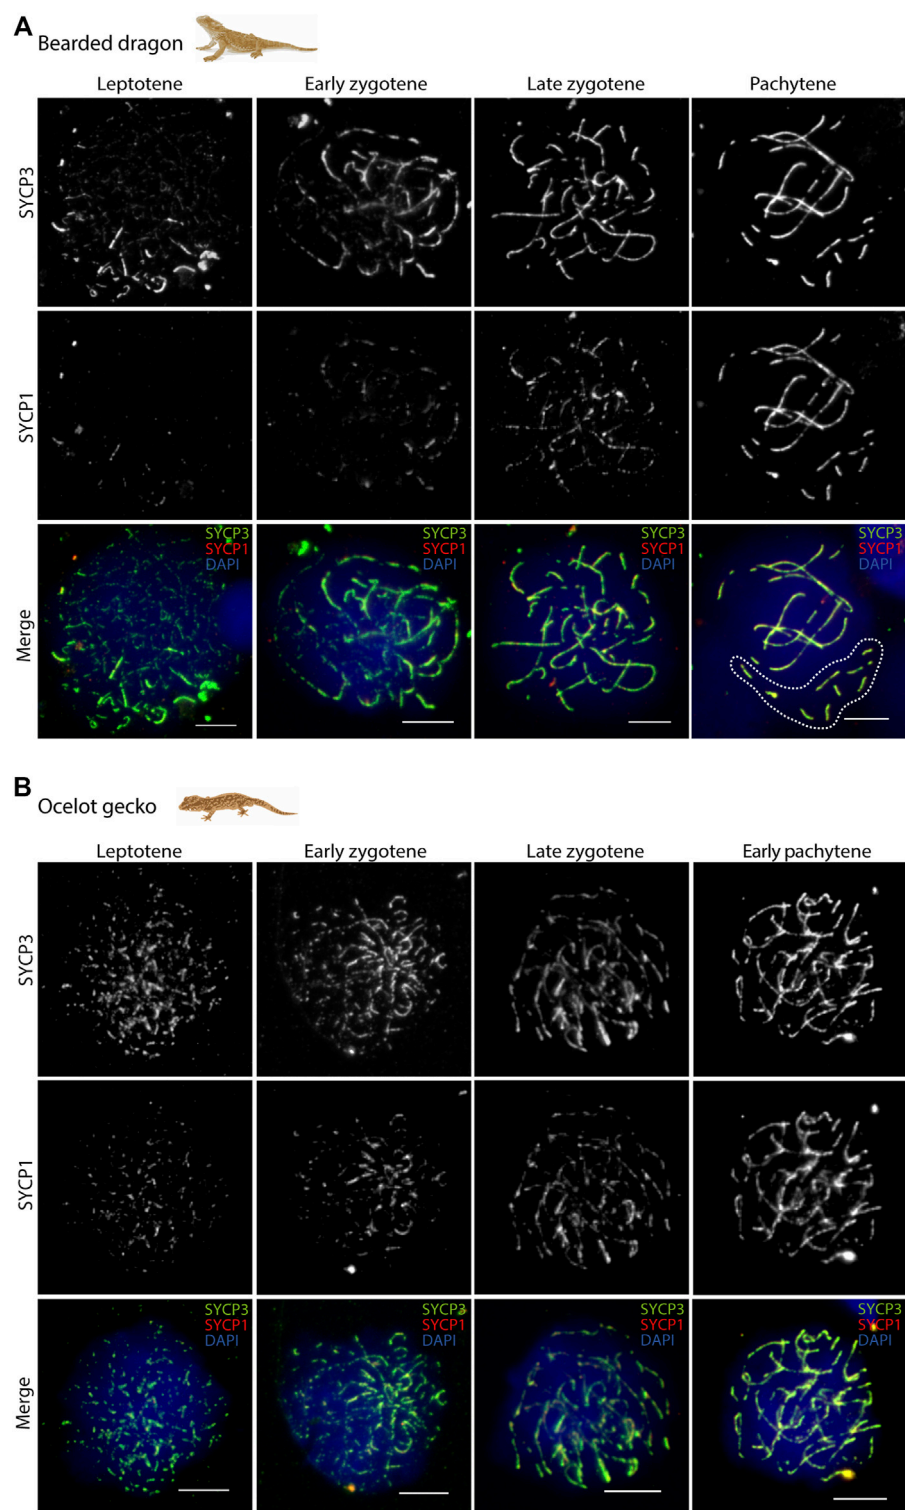 A
Bearded dragon
Leptotene Early zygotene Late zygotene Pachytene
SYCP3
SYCP1
Merge
SYCP3 SYCP3 SYCP3 SYCP3
SYCP1 SYCP1 SYCP1 SYCP1
DAPI DAPI DAPI DAPI
B
Ocelot gecko
Leptotene Early zygotene Late zygotene Early pachytene
SYCP3
SYCP1
Merge
SYCP3 SYCP3 SYCP3 SYCP3
SYCP1 SYCP1 SYCP1 SYCP1
DAPI DAPI DAPI DAPI